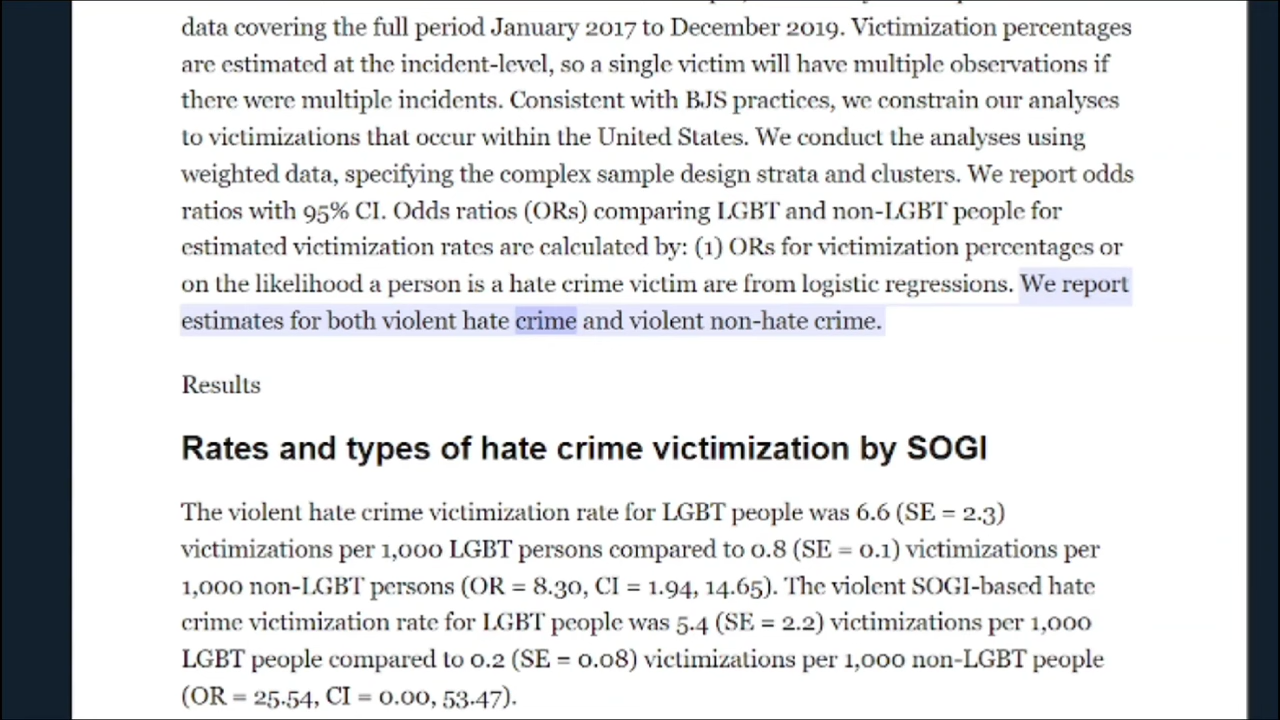 data covering the full period January 2017 to December 2019. Victimization percentages
are estimated at the incident-level, so a single victim will have multiple observations if
there were multiple incidents. Consistent with BJS practices, we constrain our analyses
to victimizations that occur within the United States. We conduct the analyses using
weighted data, specifying the complex sample design strata and clusters. We report odds
ratios with 95% CI. Odds ratios (ORs) comparing LGBT and non-LGBT people for
estimated victimization rates are calculated by: (1) ORs for victimization percentages or
on the likelihood a person is a hate crime victim are from logistic regressions. We report
estimates for both violent hate crime and violent non-hate crime.
Results
Rates and types of hate crime victimization by SOGI
The violent hate crime victimization rate for LGBT people was 6.6 (SE = 2.3)
victimizations per 1,000 LGBT persons compared to 0.8 (SE = 0.1) victimizations per
1,000 non-LGBT persons (OR = 8.30, CI = 1.94, 14.65). The violent SOGI-based hate
crime victimization rate for LGBT people was 5.4 (SE = 2.2) victimizations per 1,000
LGBT people compared to 0.2 (SE = 0.08) victimizations per 1,000 non-LGBT people
(OR = 25.54, CI = 0.00, 53.47).